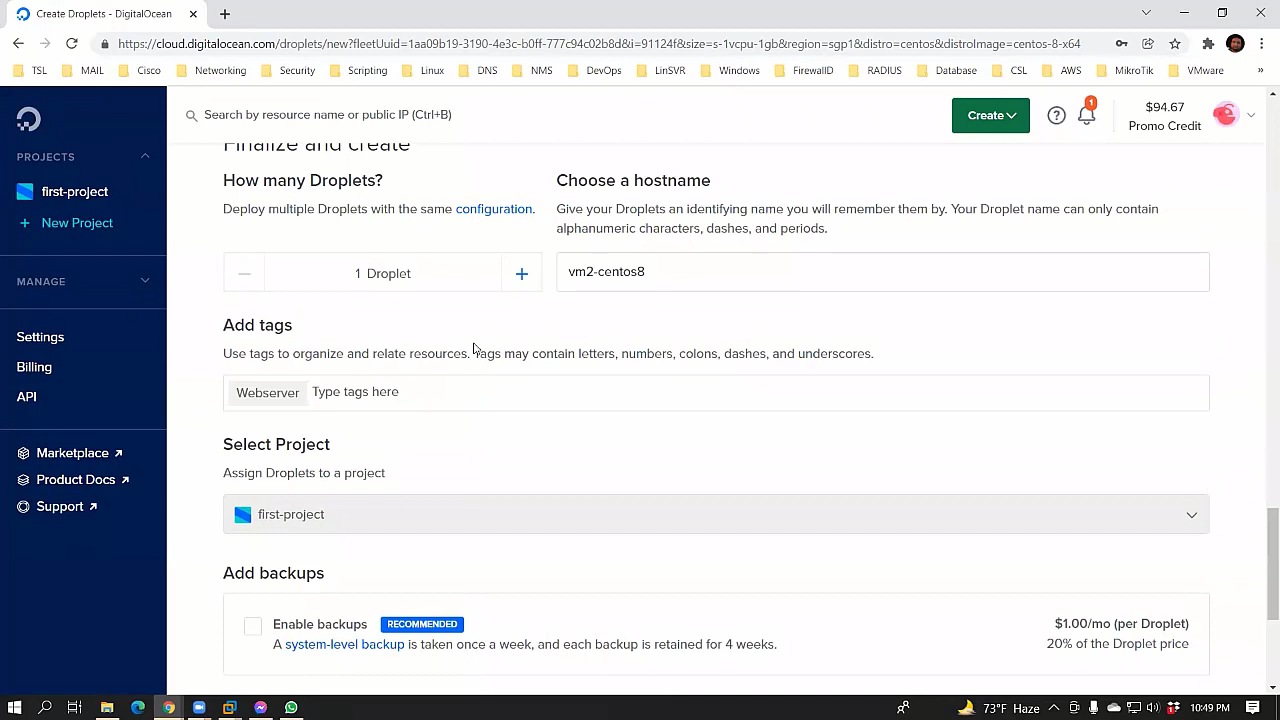 Create Droplets - DigitalOcean
https://cloud.digitalocean.com/droplets/new?fleetUuid=1aa09b19-3190-4e3c-b01-777c94c02b8d&i=91124f&size=s-1vcpu-1gb&region=sgp1&distro=centos&distroImage=centos-8-x64
TSL MAIL Cisco Networking Security Scripting Linux DNS NMS DevOps LinSVR Windows FirewallD RADIUS Database CSL AWS MikroTik VMware »
Search by resource name or public IP (Ctrl+B)
Create
1
$94.67
Promo Credit
PROJECTS
first-project
New Project
MANAGE
Settings
Billing
API
Marketplace
Product Docs
Support
Finalize and create
How many Droplets?
Deploy multiple Droplets with the same configuration.
1 Droplet
Choose a hostname
Give your Droplets an identifying name you will remember them by. Your Droplet name can only contain
alphanumeric characters, dashes, and periods.
vm2-centos8
Add tags
Use tags to organize and relate resources. Tags may contain letters, numbers, colons, dashes, and underscores.
Webserver Type tags here
Select Project
Assign Droplets to a project
first-project
Add backups
Enable backups RECOMMENDED
A system-level backup is taken once a week, and each backup is retained for 4 weeks.
$1.00/mo (per Droplet)
20% of the Droplet price
73°F Haze 10:49 PM